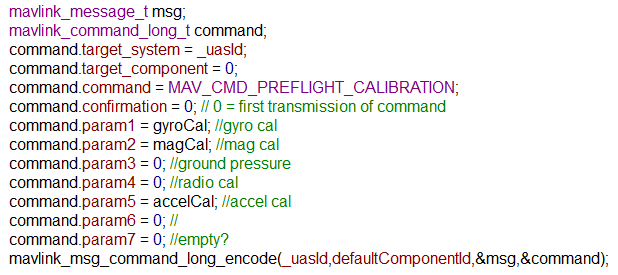 mavlink_message_t msg;
mavlink_command_long_t command;
command.target_system = _uasId;
command.target_component = 0;
command.command = MAV_CMD_PREFLIGHT_CALIBRATION;
command.confirmation = 0; // 0 = first transmission of command
command.param1 = gyroCal; //gyro cal
command.param2 = magCal; //mag cal
command.param3 = 0; //ground pressure
command.param4 = 0; //radio cal
command.param5 = accelCal; //accel cal
command.param6 = 0; //
command.param7 = 0; //empty?
mavlink_msg_command_long_encode(_uasId,defaultComponentId,&msg,&command);